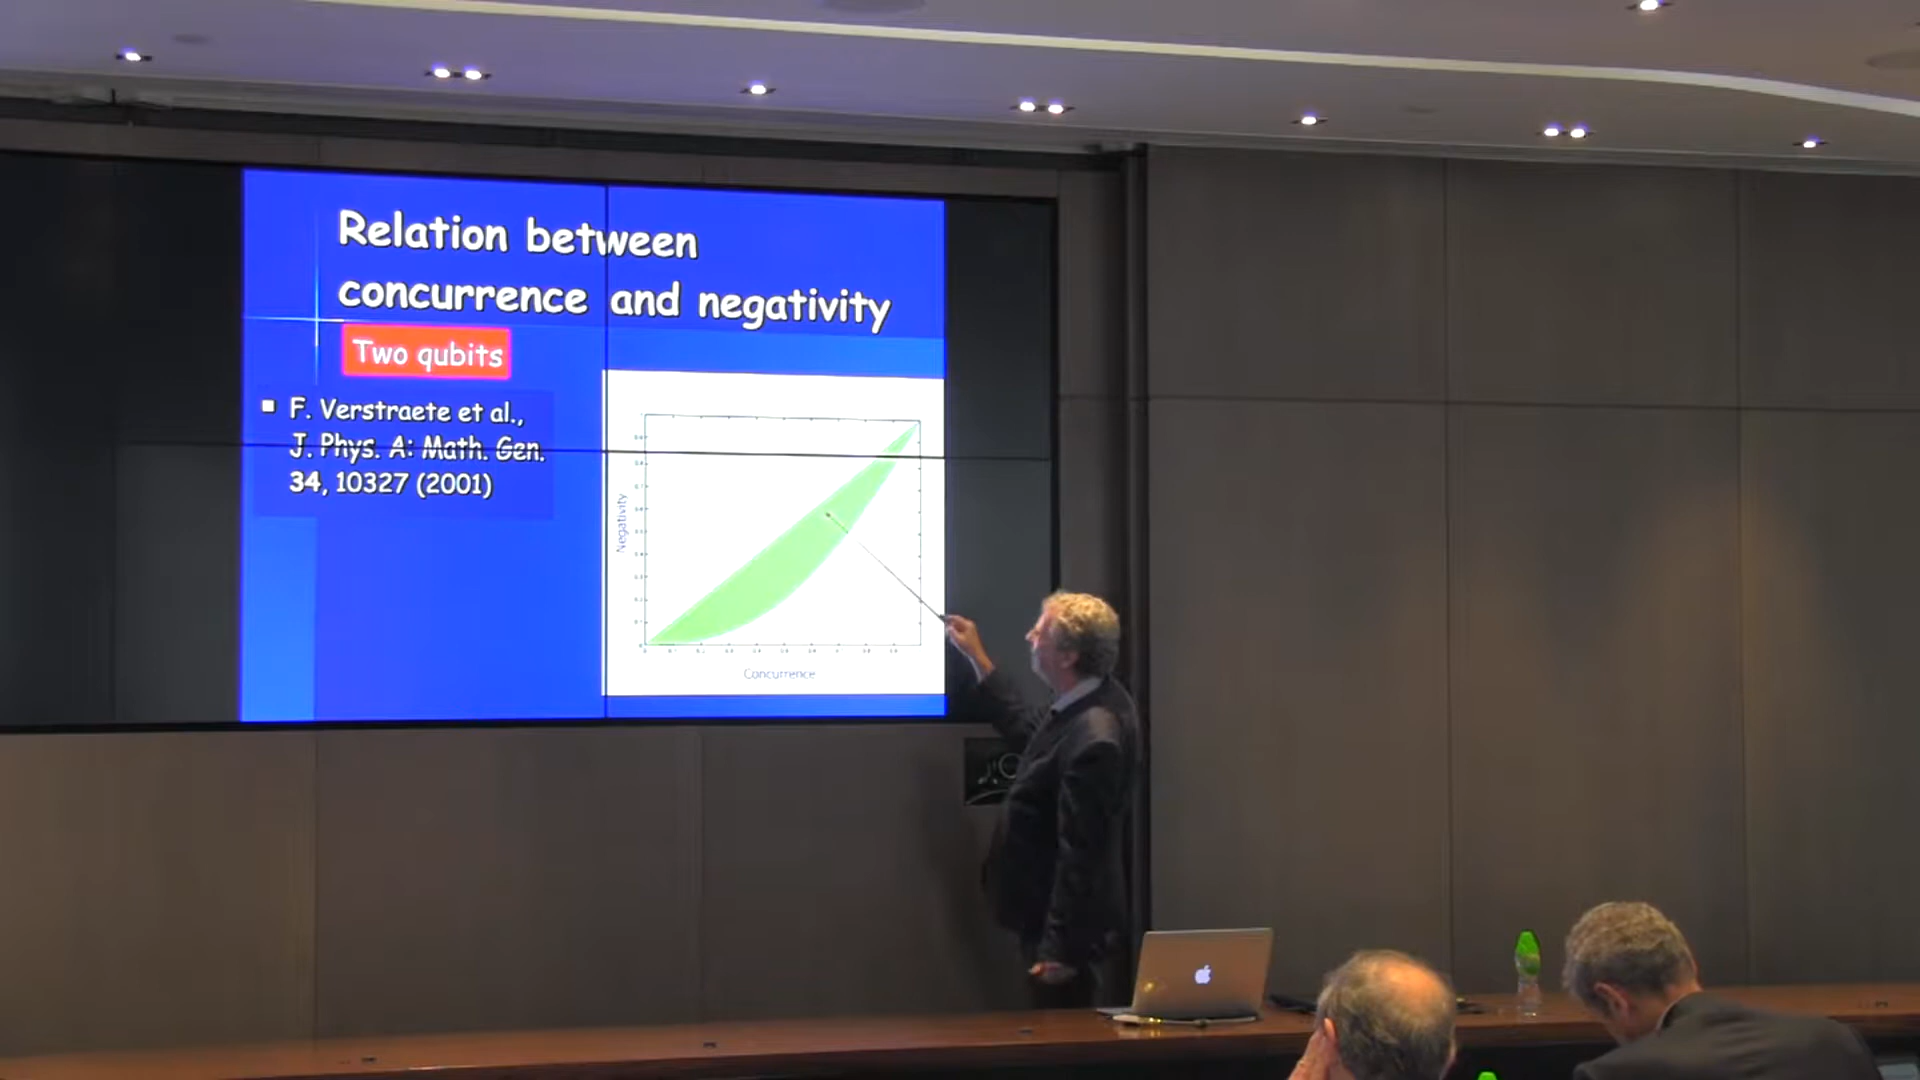 Relation between
concurrence and negativity
Two qubits
F. Verstraete et al.,
J. Phys. A: Math. Gen.
34, 10327 (2001)
Negativity
Concurrence